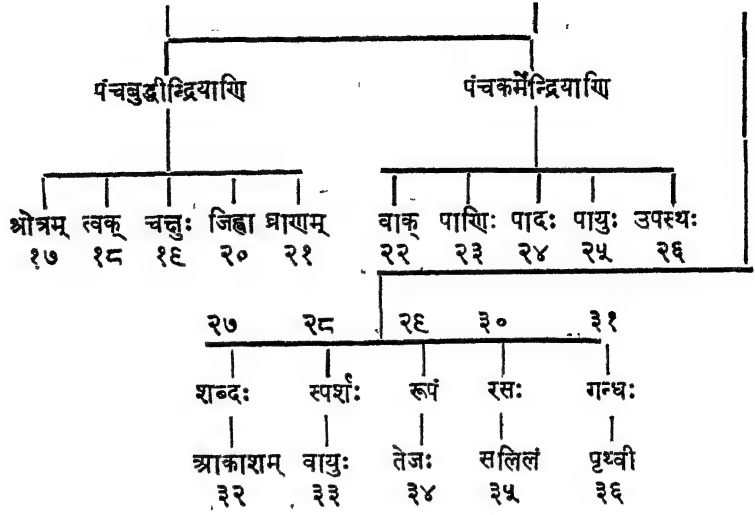 पंचबुद्धीन्द्रियाणि पंचकर्मेन्द्रियाणि
श्रोत्रम् त्वक् चक्षुः जिह्वा घ्राणम् वाक् पाणिः पादः पायुः उपस्थः
१७ १८ १९ २० २१ २२ २३ २४ २५ २६
२७ २८ २९ ३० ३१
शब्दः स्पर्शः रूपं रसः गन्धः
आकाशम् वायुः तेजः सलिलं पृथ्वी
३२ ३३ ३४ ३५ ३६